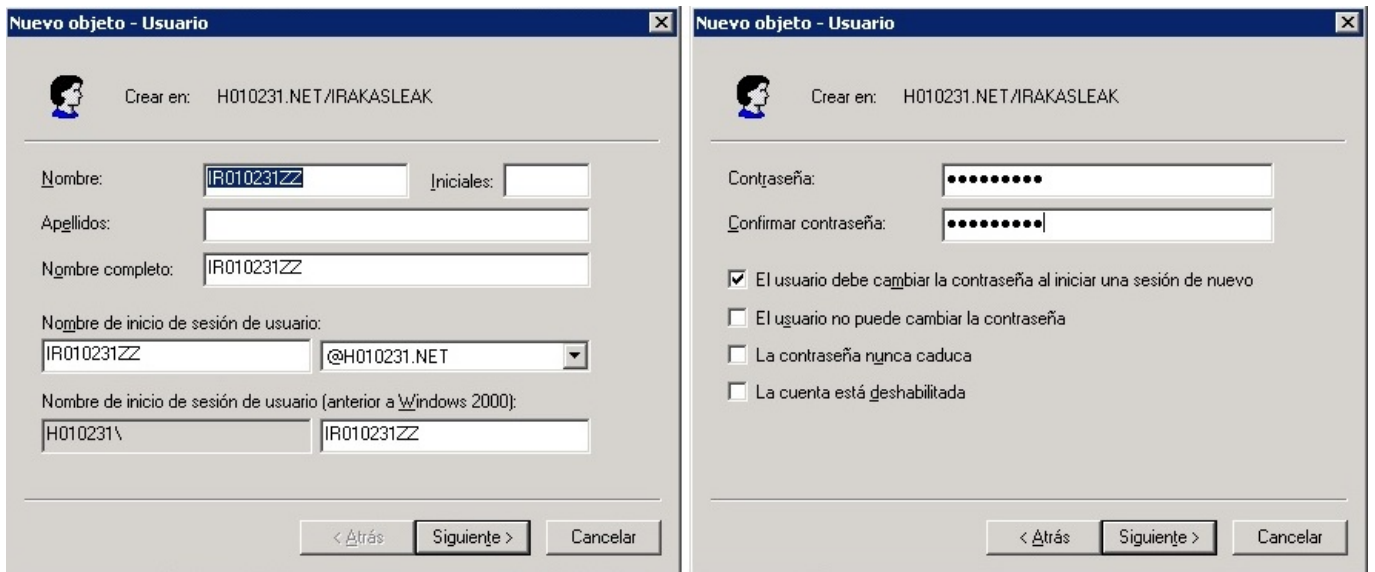 Nuevo objeto - Usuario
Crear en: H010231.NET/IRAKASLEAK
Nombre: IR010231ZZ Iniciales:
Apellidos:
Nombre completo: IR010231ZZ
Nombre de inicio de sesión de usuario:
IR010231ZZ @H010231.NET
Nombre de inicio de sesión de usuario (anterior a Windows 2000):
H010231\ IR010231ZZ
< Atrás Siguiente > Cancelar
Nuevo objeto - Usuario
Crear en: H010231.NET/IRAKASLEAK
Contraseña: •••••••••
Confirmar contraseña: •••••••••
El usuario debe cambiar la contraseña al iniciar una sesión de nuevo
El usuario no puede cambiar la contraseña
La contraseña nunca caduca
La cuenta está deshabilitada
< Atrás Siguiente > Cancelar